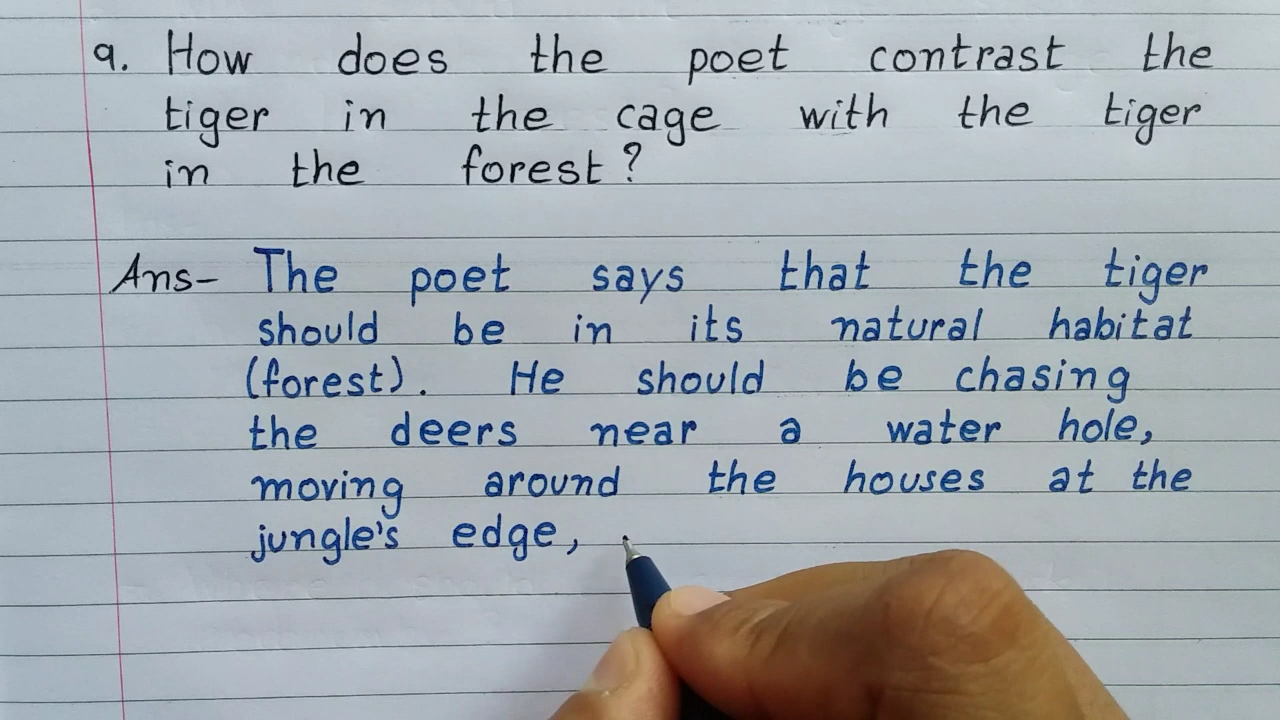 a. How does the poet contrast the
tiger in the cage with the tiger
in the forest?
Ans- The poet says that the tiger
should be in its natural habitat
(forest). He should be chasing
the deers near a water hole,
moving around the houses at the
jungle's edge,